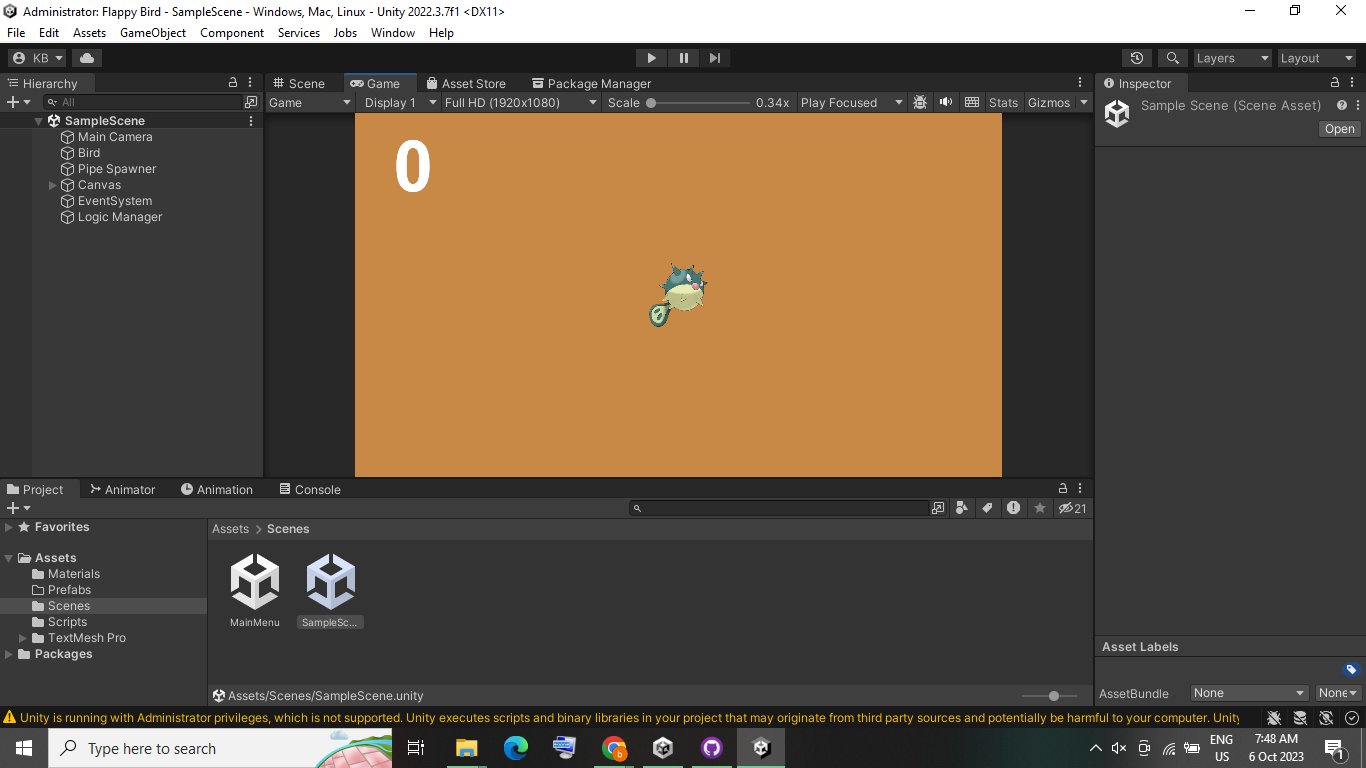 Administrator: Flappy Bird - SampleScene - Windows, Mac, Linux - Unity 2022.3.7f1 <DX11>
File Edit Assets GameObject Component Services Jobs Window Help
KB Layers Layout
Hierarchy Scene Game Asset Store Package Manager Inspector
All Game Display 1 Full HD (1920x1080) Scale 0.34x Play Focused Stats Gizmos Sample Scene (Scene Asset)
Open
SampleScene
Main Camera
Bird
Pipe Spawner
Canvas
EventSystem
Logic Manager
0
Project Animator Animation Console
21
Favorites
Assets > Scenes
Assets
Materials
Prefabs
Scenes
Scripts
TextMesh Pro
Packages
MainMenu SampleSc...
Asset Labels
Assets/Scenes/SampleScene.unity
AssetBundle None None
Unity is running with Administrator privileges, which is not supported. Unity executes scripts and binary libraries in your project that may originate from third party sources and potentially be harmful to your computer. Unity
Type here to search
b
ENG
US
7:48 AM
6 Oct 2023
1